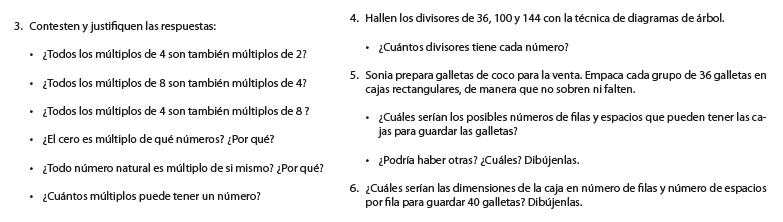 3. Contesten y justifiquen las respuestas:
• ¿Todos los múltiplos de 4 son también múltiplos de 2?
• ¿Todos los múltiplos de 8 son también múltiplos de 4?
• ¿Todos los múltiplos de 4 son también múltiplos de 8 ?
• ¿El cero es múltiplo de qué números? ¿Por qué?
• ¿Todo número natural es múltiplo de si mismo? ¿Por qué?
• ¿Cuántos múltiplos puede tener un número?
4. Hallen los divisores de 36, 100 y 144 con la técnica de diagramas de árbol.
• ¿Cuántos divisores tiene cada número?
5. Sonia prepara galletas de coco para la venta. Empaca cada grupo de 36 galletas en
cajas rectangulares, de manera que no sobren ni falten.
• ¿Cuáles serían los posibles números de filas y espacios que pueden tener las ca-
jas para guardar las galletas?
• ¿Podría haber otras? ¿Cuáles? Dibújenlas.
6. ¿Cuáles serían las dimensiones de la caja en número de filas y número de espacios
por fila para guardar 40 galletas? Dibújenlas.